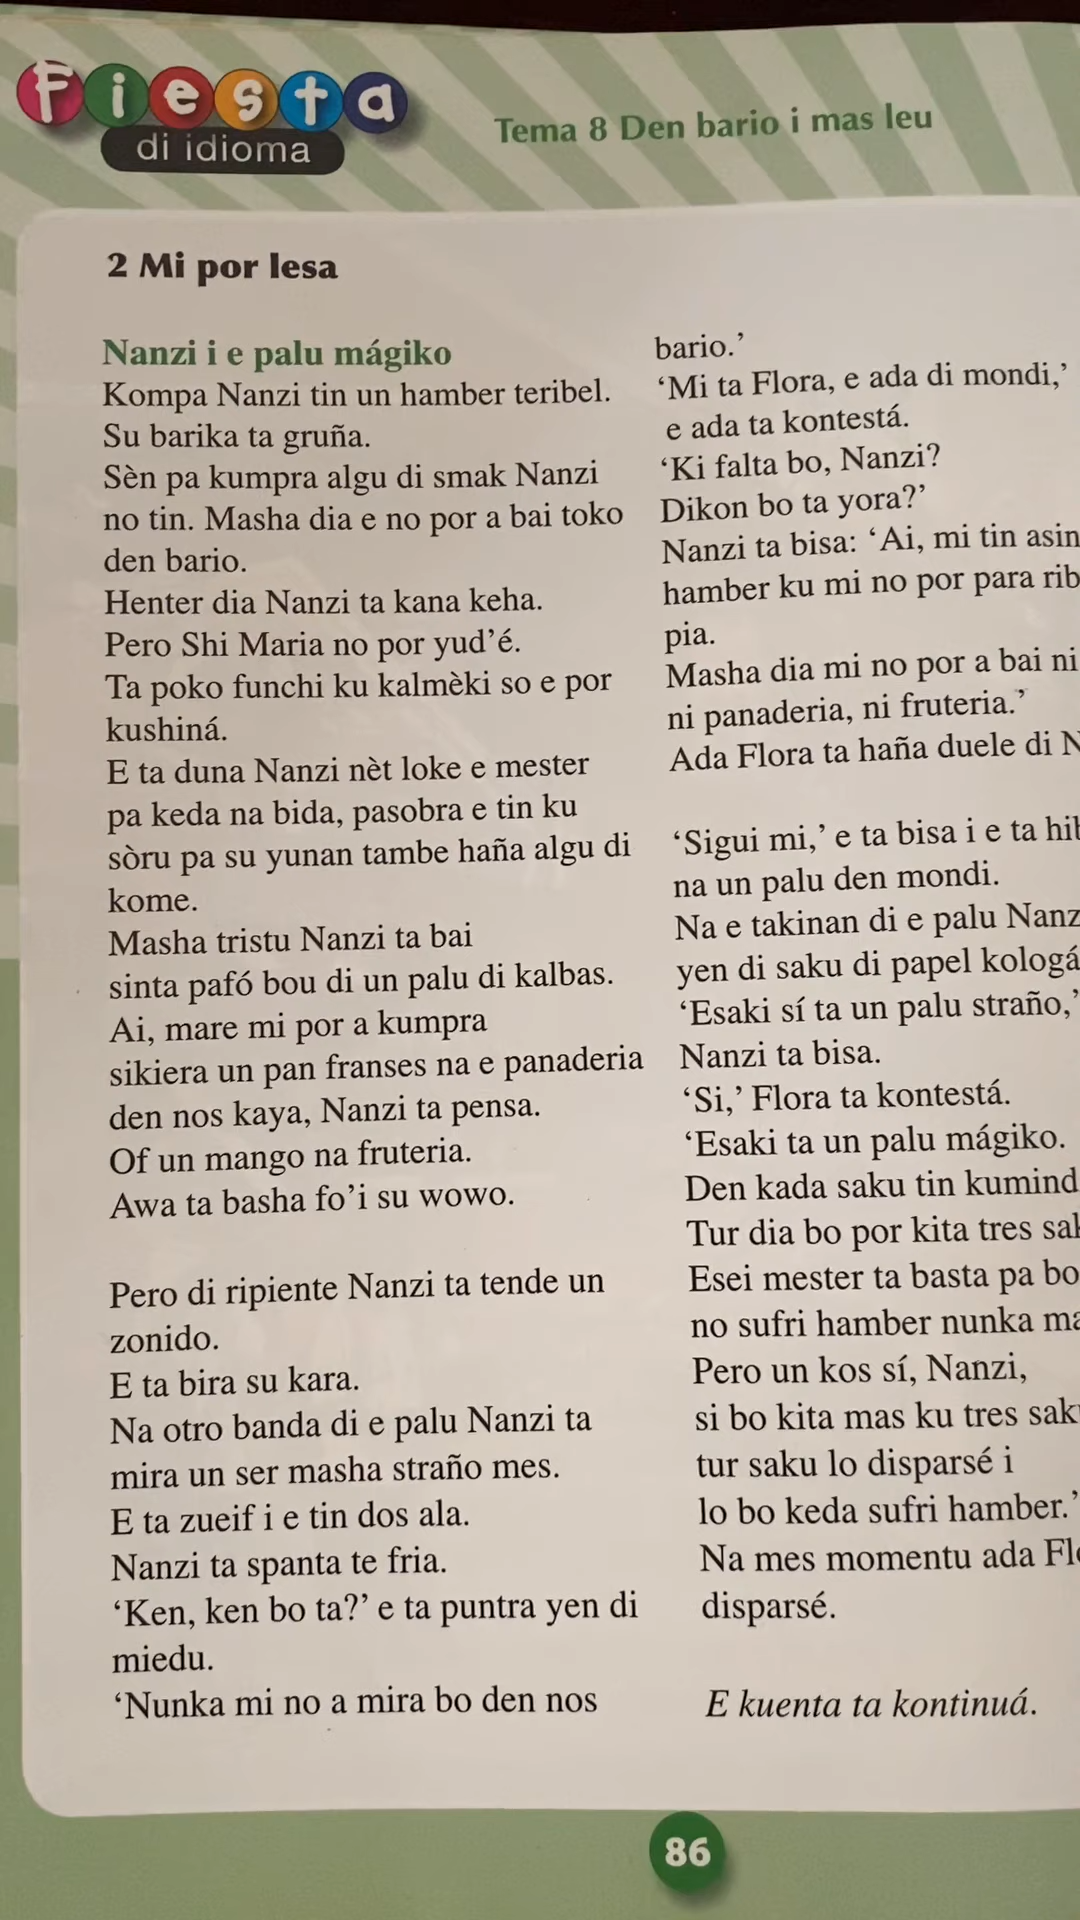 Fiesta
di idioma
Tema 8 Den bario i mas leu
2 Mi por lesa
Nanzi i e palu mágiko
Kompa Nanzi tin un hamber teribel.
Su barika ta gruña.
Sèn pa kumpra algu di smak Nanzi
no tin. Masha dia e no por a bai toko
den bario.
Henter dia Nanzi ta kana keha.
Pero Shi Maria no por yud’é.
Ta poko funchi ku kalmèki so e por
kushiná.
E ta duna Nanzi nèt loke e mester
pa keda na bida, pasobra e tin ku
sòru pa su yunan tambe haña algu di
kome.
Masha tristu Nanzi ta bai
sinta pafó bou di un palu di kalbas.
Ai, mare mi por a kumpra
sikiera un pan franses na e panaderia
den nos kaya, Nanzi ta pensa.
Of un mango na fruteria.
Awa ta basha fo’i su wowo.
Pero di ripiente Nanzi ta tende un
zonido.
E ta bira su kara.
Na otro banda di e palu Nanzi ta
mira un ser masha straño mes.
E ta zueif i e tin dos ala.
Nanzi ta spanta te fria.
‘Ken, ken bo ta?’ e ta puntra yen di
miedu.
‘Nunka mi no a mira bo den nos
bario.’
‘Mi ta Flora, e ada di mondi,’
e ada ta kontestá.
‘Ki falta bo, Nanzi?
Dikon bo ta yora?’
Nanzi ta bisa: ‘Ai, mi tin
hamber ku mi no por para
pia.
Masha dia mi no por a bai ni
ni panaderia, ni fruteria.’
Ada Flora ta haña duele di
‘Sigui mi,’ e ta bisa i e ta
na un palu den mondi.
Na e takinan di e palu
yen di saku di papel
‘Esaki sí ta un palu straño,’
Nanzi ta bisa.
‘Si,’ Flora ta kontestá.
‘Esaki ta un palu mágiko.
Den kada saku tin
Tur dia bo por kita tres
Esei mester ta basta pa bo
no sufri hamber nunka
Pero un kos sí, Nanzi,
si bo kita mas ku tres
tur saku lo disparsé i
lo bo keda sufri hamber.’
Na mes momentu ada
disparsé.
E kuenta ta kontinuá.
86